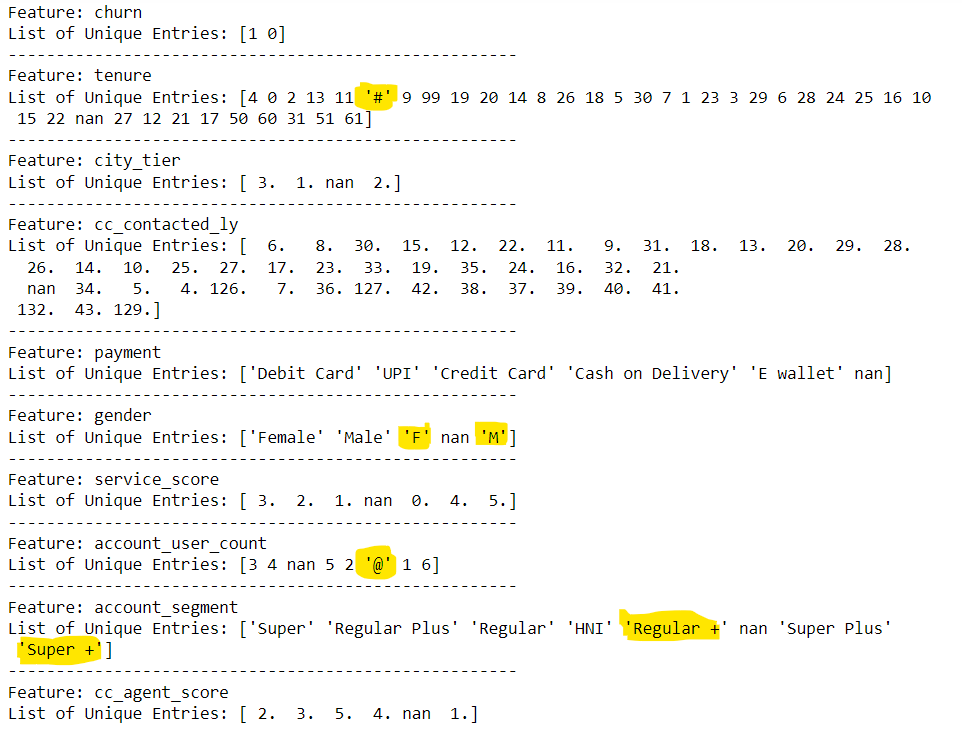 Feature: churn
List of Unique Entries: [1 0]
-----------------------------------------------------
Feature: tenure
List of Unique Entries: [4 0 2 13 11 '#' 9 99 19 20 14 8 26 18 5 30 7 1 23 3 29 6 28 24 25 16 10
15 22 nan 27 12 21 17 50 60 31 51 61]
-----------------------------------------------------
Feature: city_tier
List of Unique Entries: [ 3.  1. nan  2.]
-----------------------------------------------------
Feature: cc_contacted_ly
List of Unique Entries: [  6.   8.  30.  15.  12.  22.  11.   9.  31.  18.  13.  20.  29.  28.
26.  14.  10.  25.  27.  17.  23.  33.  19.  35.  24.  16.  32.  21.
nan  34.   5.   4. 126.   7.  36. 127.  42.  38.  37.  39.  40.  41.
132.  43. 129.]
-----------------------------------------------------
Feature: payment
List of Unique Entries: ['Debit Card' 'UPI' 'Credit Card' 'Cash on Delivery' 'E wallet' nan]
-----------------------------------------------------
Feature: gender
List of Unique Entries: ['Female' 'Male' 'F' nan 'M']
-----------------------------------------------------
Feature: service_score
List of Unique Entries: [ 3.  2.  1. nan  0.  4.  5.]
-----------------------------------------------------
Feature: account_user_count
List of Unique Entries: [3 4 nan 5 2 '@' 1 6]
-----------------------------------------------------
Feature: account_segment
List of Unique Entries: ['Super' 'Regular Plus' 'Regular' 'HNI' 'Regular +' nan 'Super Plus'
'Super +']
-----------------------------------------------------
Feature: cc_agent_score
List of Unique Entries: [ 2.  3.  5.  4. nan  1.]